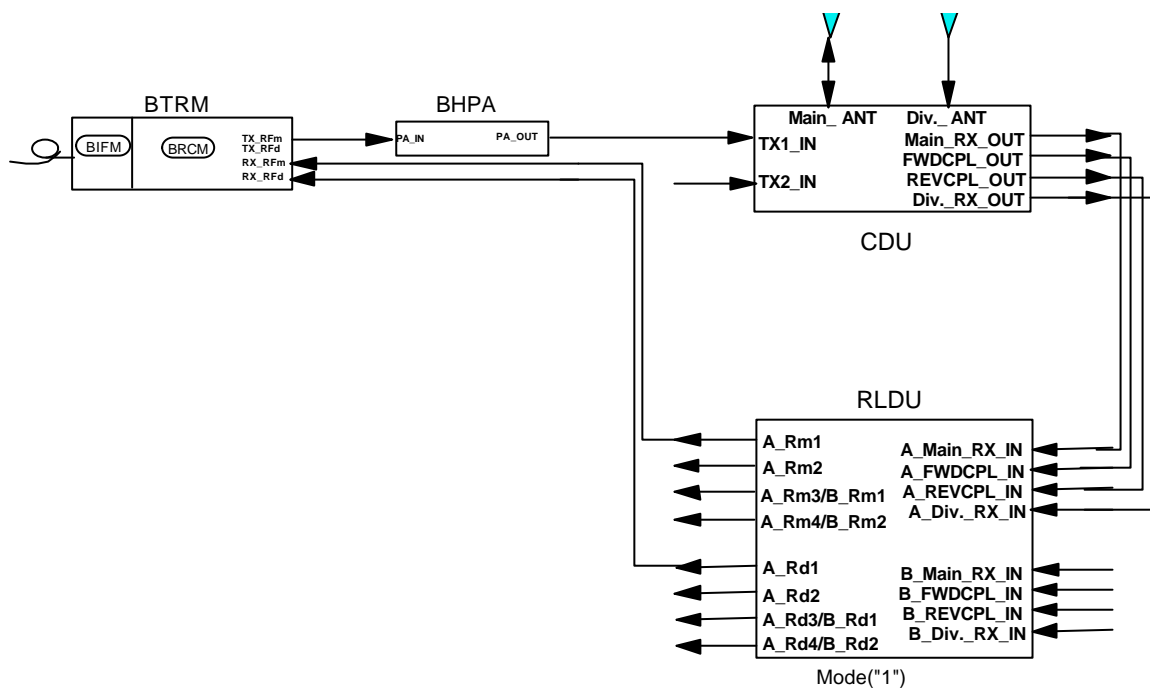 BTRM
BIFM
BRCM
TX_RFm
TX_RFd
RX_RFm
RX_RFd
BHPA
PA_IN
PA_OUT
Main_ ANT
Div._ ANT
TX1_IN
TX2_IN
Main_RX_OUT
FWDCPL_OUT
REVCPL_OUT
Div._RX_OUT
CDU
RLDU
A_Rm1
A_Rm2
A_Rm3/B_Rm1
A_Rm4/B_Rm2
A_Rd1
A_Rd2
A_Rd3/B_Rd1
A_Rd4/B_Rd2
A_Main_RX_IN
A_FWDCPL_IN
A_REVCPL_IN
A_Div._RX_IN
B_Main_RX_IN
B_FWDCPL_IN
B_REVCPL_IN
B_Div._RX_IN
Mode("1")